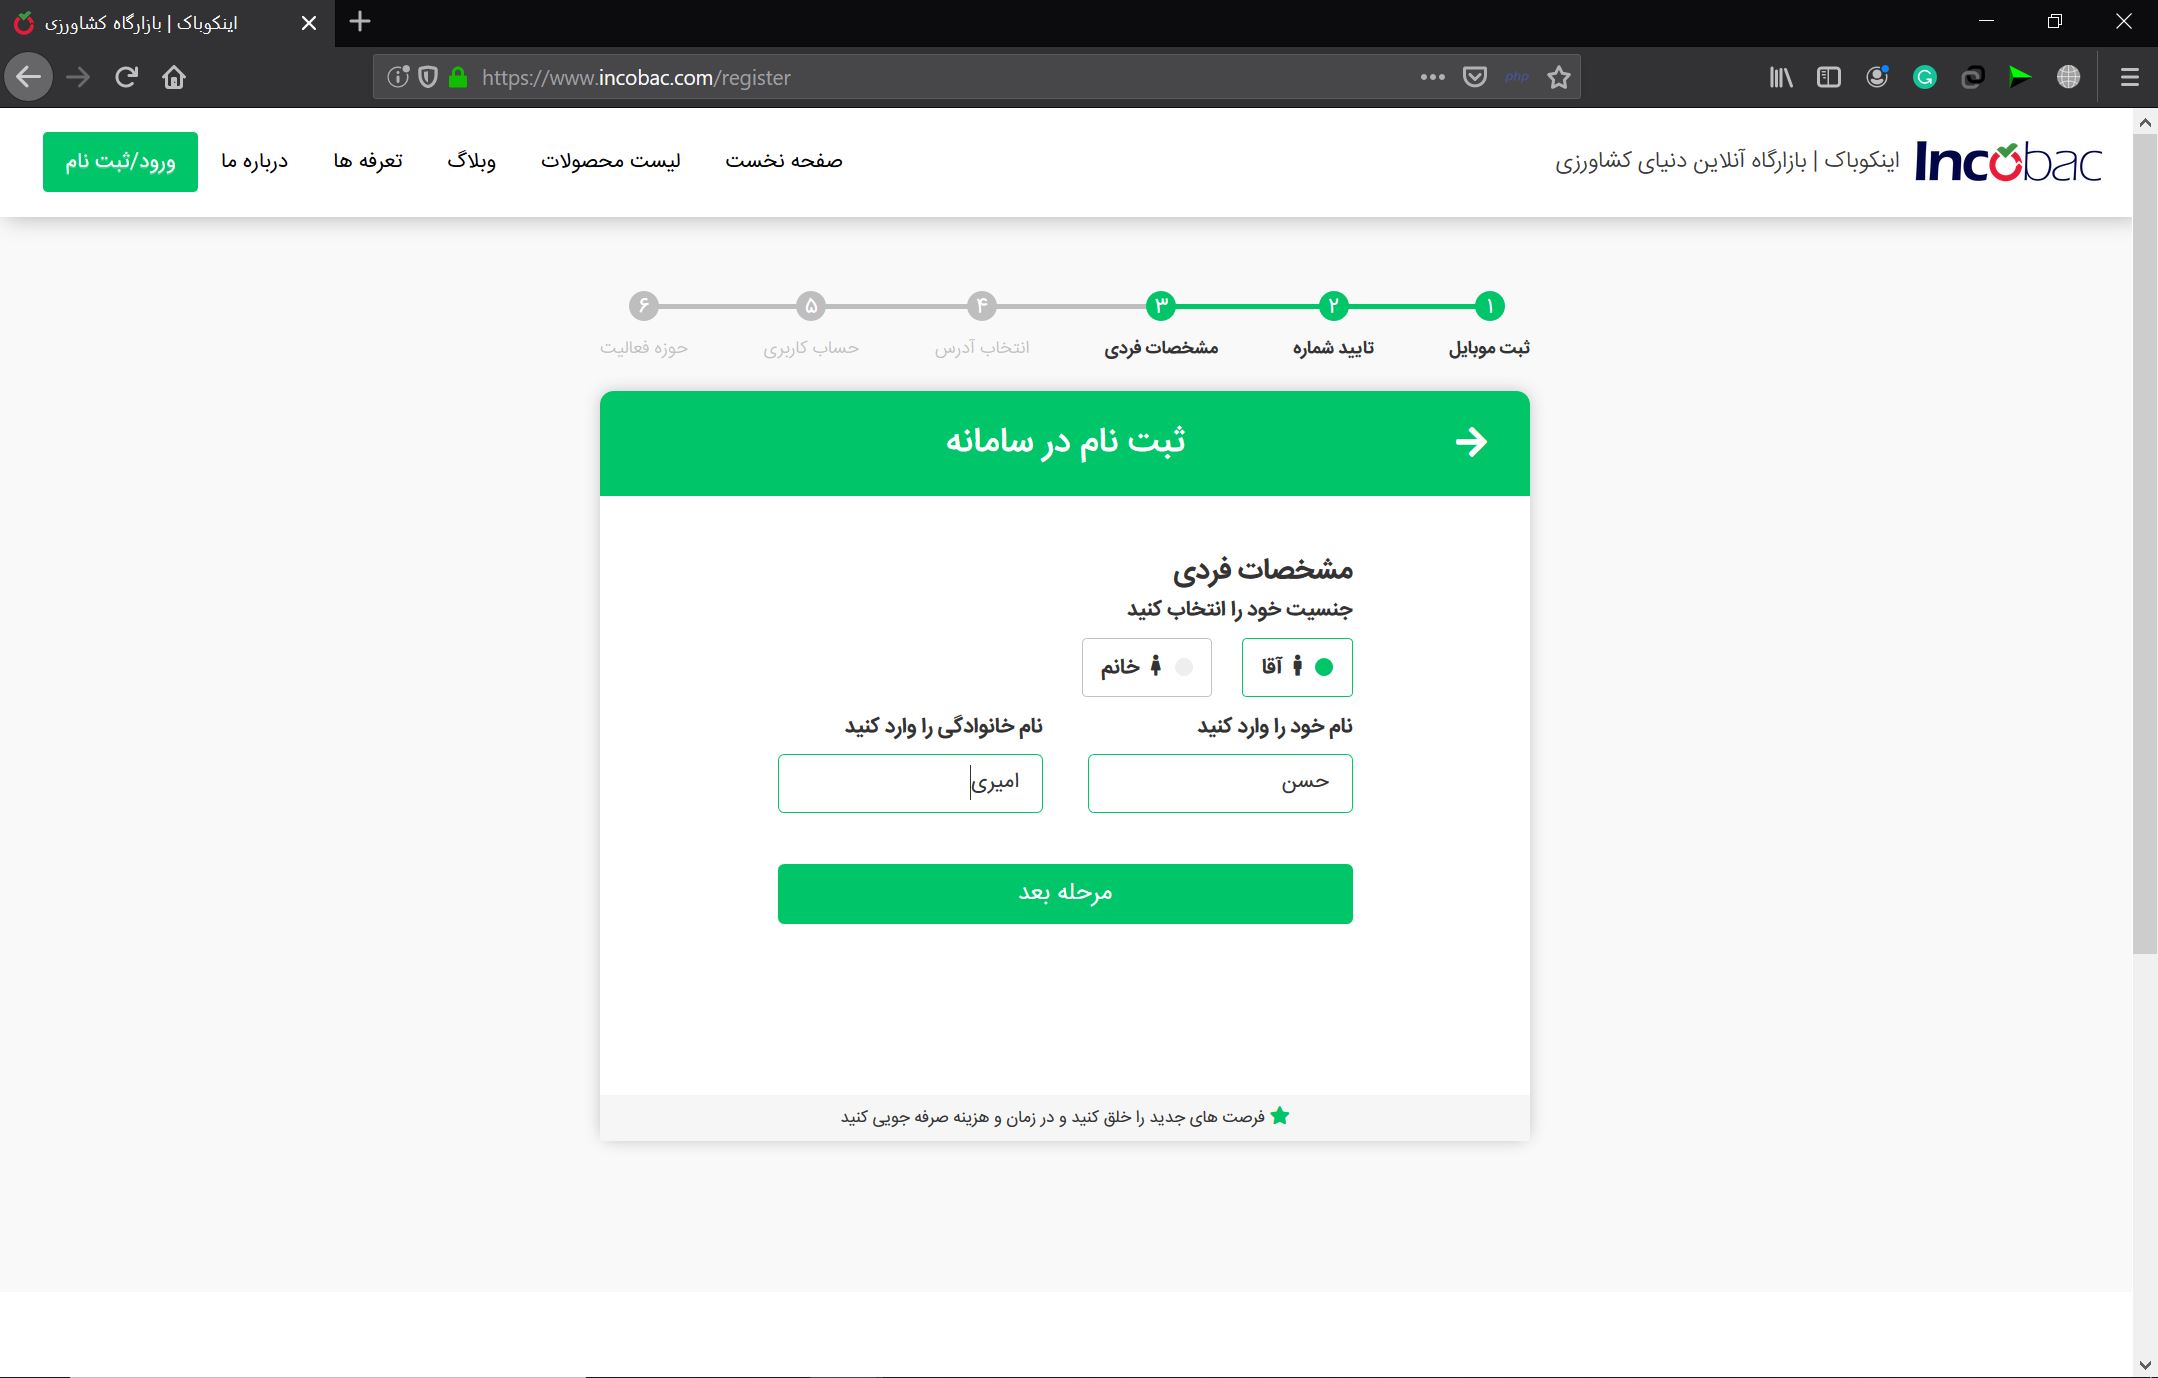 اینکوباک | بازارگاه کشاورزی
https://www.incobac.com/register
php
Incobac
اینکوباک | بازارگاه آنلاین دنیای کشاورزی
صفحه نخست
لیست محصولات
وبلاگ
تعرفه ها
درباره ما
ورود/ثبت نام
۱
۲
۳
۴
۵
۶
ثبت موبایل
تایید شماره
مشخصات فردی
انتخاب آدرس
حساب کاربری
حوزه فعالیت
ثبت نام در سامانه
مشخصات فردی
جنسیت خود را انتخاب کنید
آقا
خانم
نام خود را وارد کنید
نام خانوادگی را وارد کنید
حسن
امیری
مرحله بعد
فرصت های جدید را خلق کنید و در زمان و هزینه صرفه جویی کنید